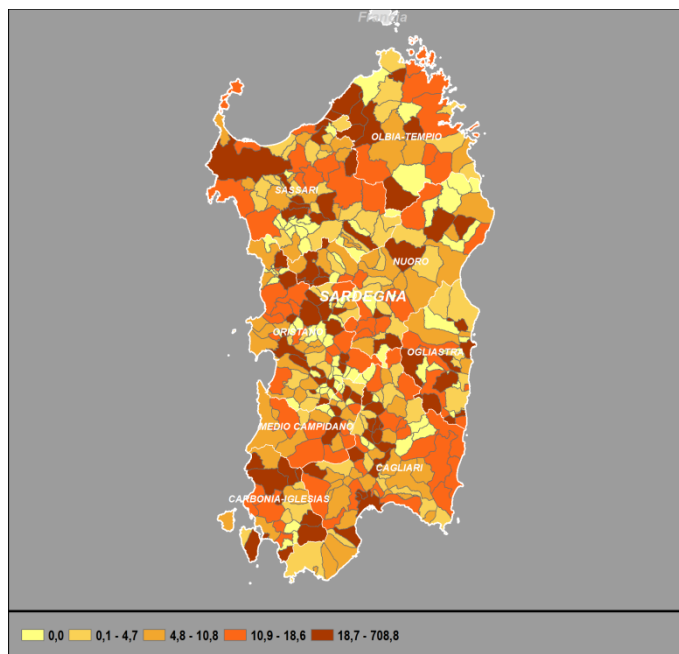 Francia
OLBIA-TEMPIO
SASSARI
NUORO
SARDEGNA
ORISTANO
OGLIASTRA
MEDIO CAMPIDANO
CAGLIARI
CARBONIA-IGLESIAS
0,0 0,1 - 4,7 4,8 - 10,8 10,9 - 18,6 18,7 - 708,8